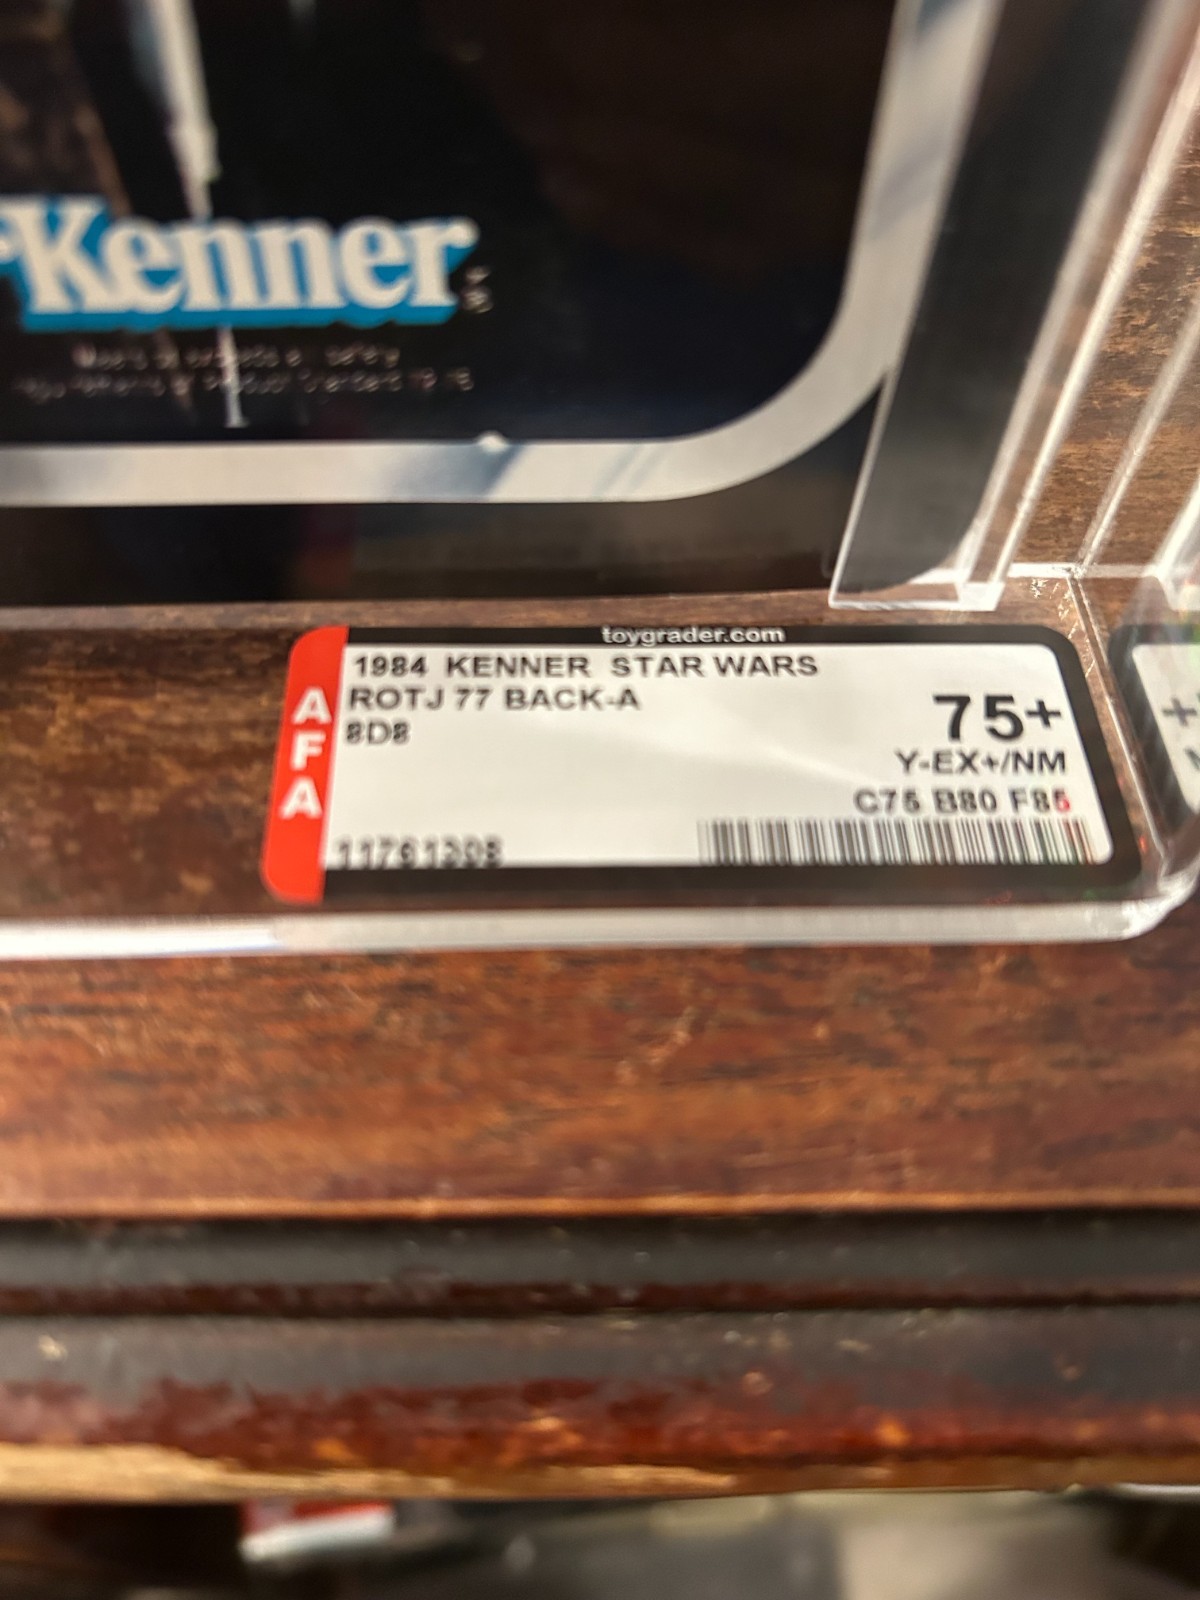 Kenner
toygrader.com
AFA
1984 KENNER STAR WARS
ROTJ 77 BACK-A
8D8
75+
Y-EX+/NM
C75 B80 F85